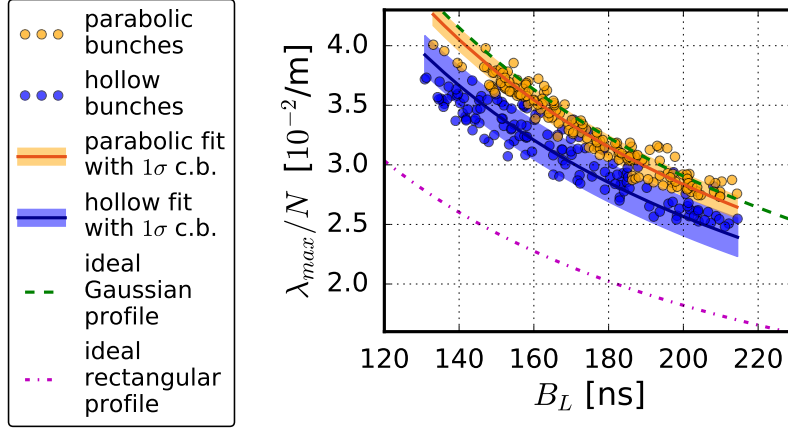 parabolic
bunches
hollow
bunches
parabolic fit
with 1σ c.b.
hollow fit
with 1σ c.b.
ideal
Gaussian
profile
ideal
rectangular
profile
λmax/N [10⁻²/m]
4.0
3.5
3.0
2.5
2.0
120 140 160 180 200 220
B_L [ns]